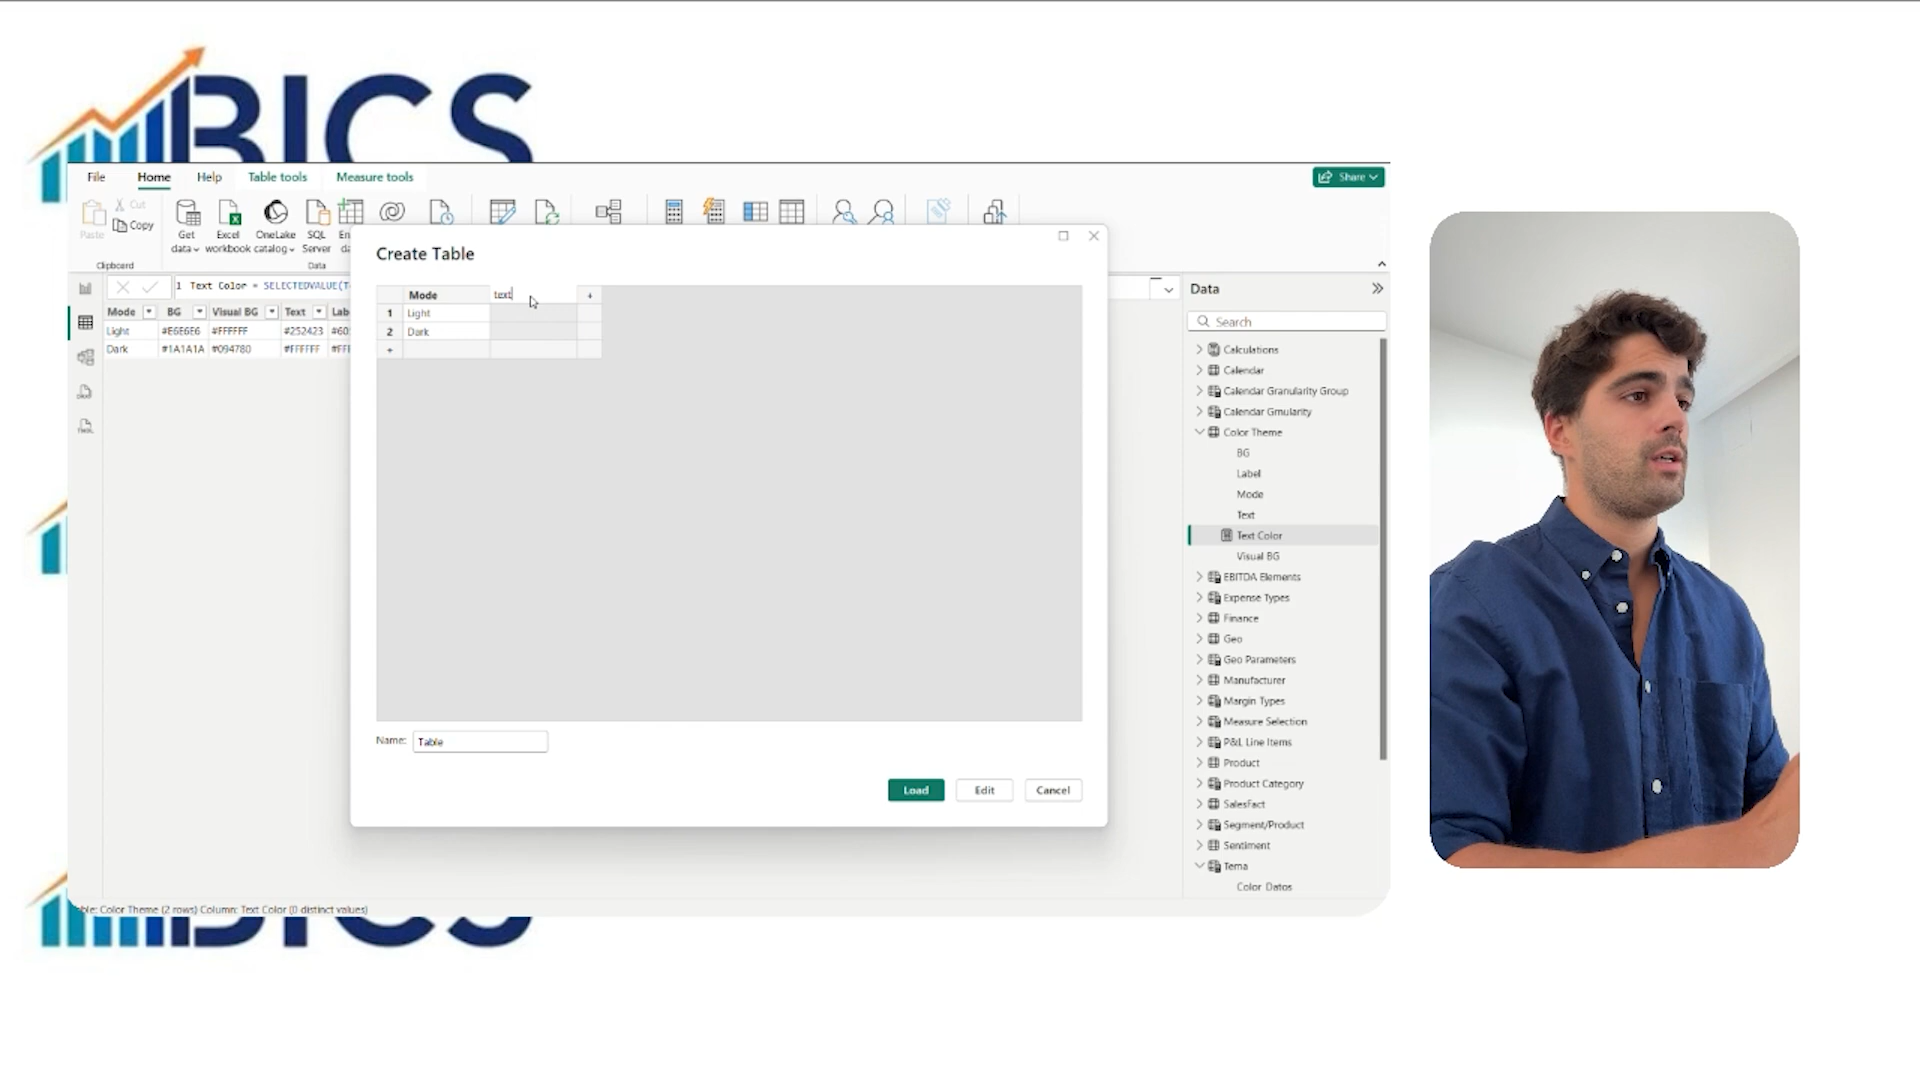 BICS
File Home Help Table tools Measure tools
Share
Paste
Cut
Copy
Get data
Excel workbook
OneLake catalog
SQL Server
Clipboard
Data
1 Text Color = SELECTEDVALUE(T
Mode BG Visual BG Text Lab
Light #E6E6E6 #FFFFFF #252423 #60
Dark #1A1A1A #094780 #FFFFFF #FFF
Create Table
Mode text +
1 Light
2 Dark
+
Name: Table
Load Edit Cancel
Data
Search
Calculations
Calendar
Calendar Granularity Group
Calendar Grnularity
Color Theme
BG
Label
Mode
Text
Text Color
Visual BG
EBITDA Elements
Expense Types
Finance
Geo
Geo Parameters
Manufacturer
Margin Types
Measure Selection
P&L Line Items
Product
Product Category
SalesFact
Segment/Product
Sentiment
Tema
Color Datos
Color Theme (2 rows) Column: Text Color (0 distinct values)
BICS